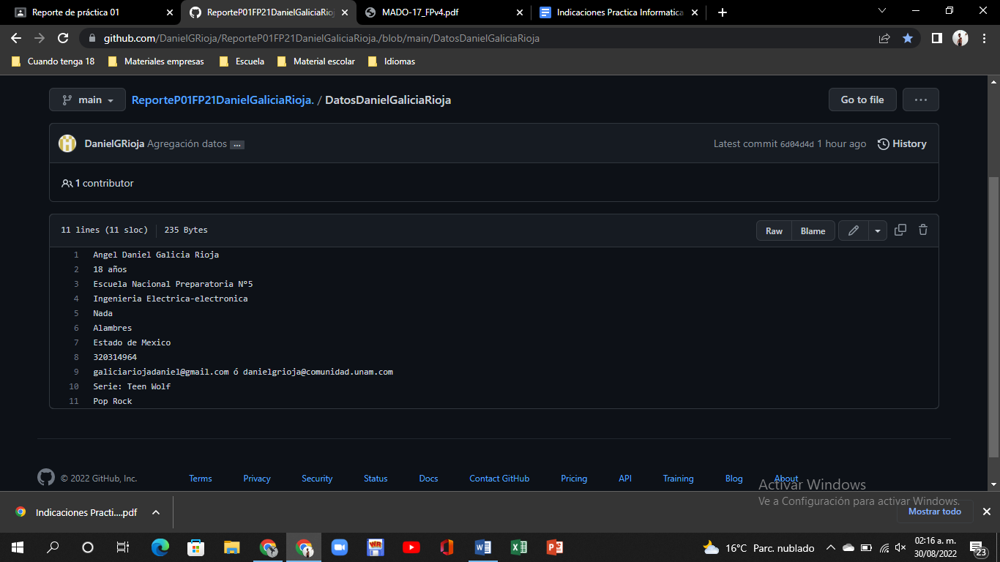 Reporte de práctica 01
ReporteP01FP21DanielGaliciaRioj
MADO-17_FPv4.pdf
Indicaciones Practica Informatica
github.com/DanielGRioja/ReporteP01FP21DanielGaliciaRioja./blob/main/DatosDanielGaliciaRioja
Cuando tenga 18 Materiales empresas Escuela Material escolar Idiomas
main ReporteP01FP21DanielGaliciaRioja. / DatosDanielGaliciaRioja Go to file ...
DanielGRioja Agregación datos ... Latest commit 6d04d4d 1 hour ago History
1 contributor
11 lines (11 sloc) 235 Bytes Raw Blame
1 Angel Daniel Galicia Rioja
2 18 años
3 Escuela Nacional Preparatoria Nº5
4 Ingenieria Electrica-electronica
5 Nada
6 Alambres
7 Estado de Mexico
8 320314964
9 galiciariojadaniel@gmail.com ó danielgrioja@comunidad.unam.com
10 Serie: Teen Wolf
11 Pop Rock
© 2022 GitHub, Inc. Terms Privacy Security Status Docs Contact GitHub Pricing API Training Blog About
Activar Windows
Ve a Configuración para activar Windows.
Indicaciones Practi....pdf Mostrar todo
WR
W X P
16°C Parc. nublado
02:16 a. m.
30/08/2022
23